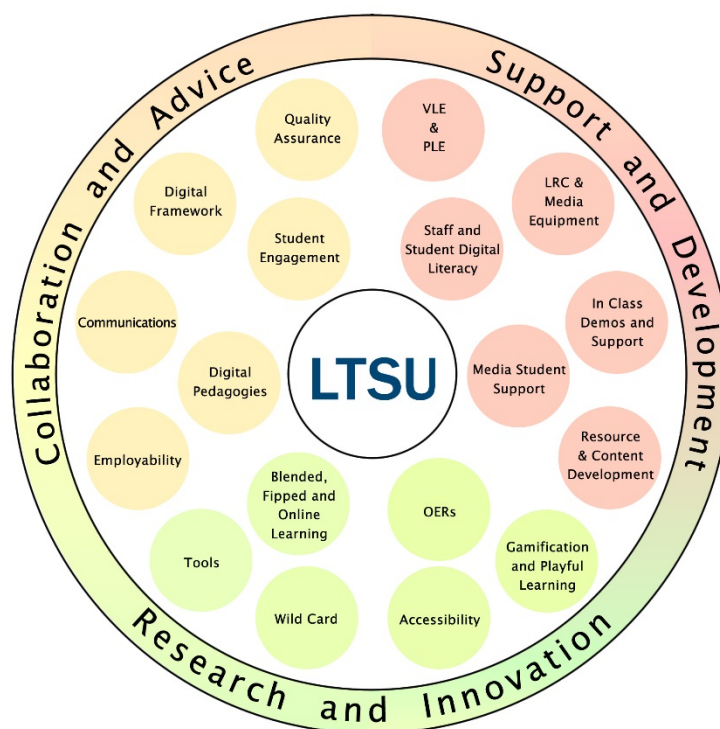 Collaboration and Advice
Support and Development
Research and Innovation
Quality
Assurance
Digital
Framework
Student
Engagement
Communications
Digital
Pedagogies
Employability
VLE
&
PLE
LRC &
Media
Equipment
Staff and
Student Digital
Literacy
In Class
Demos and
Support
Media Student
Support
Resource
& Content
Development
LTSU
Blended,
Fipped and
Online
Learning
OERs
Tools
Gamification
and Playful
Learning
Wild Card
Accessibility